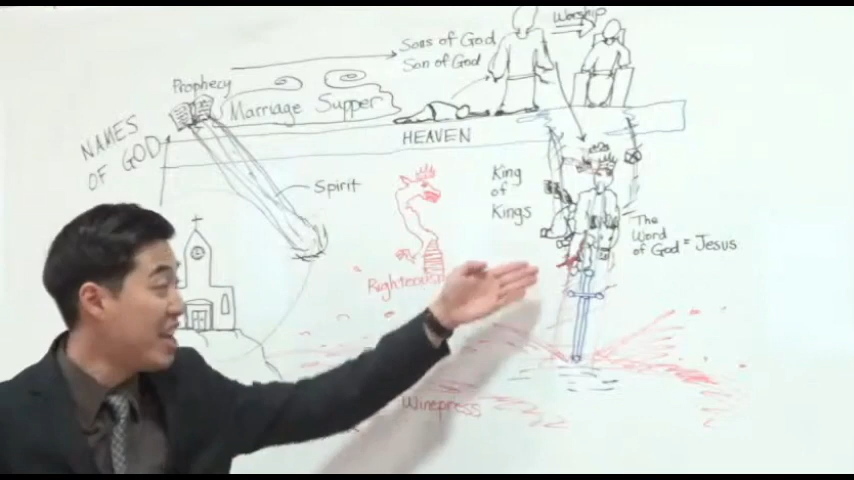 Worship
Sons of God
Son of God
Prophecy
Marriage Supper
NAMES
OF GOD
HEAVEN
Spirit
King
of
Kings
The
Word
of God = Jesus
Winepress